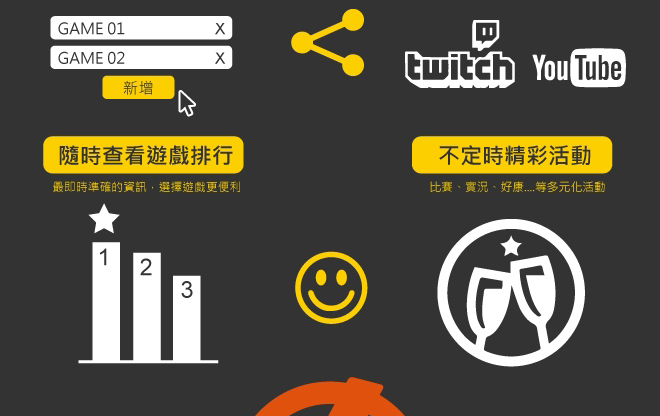 GAME 01 X
GAME 02 X
新增
twitch
YouTube
隨時查看遊戲排行
最即時準確的資訊，選擇遊戲更便利
不定時精彩活動
比賽、實況、好康....等多元化活動
1
2
3